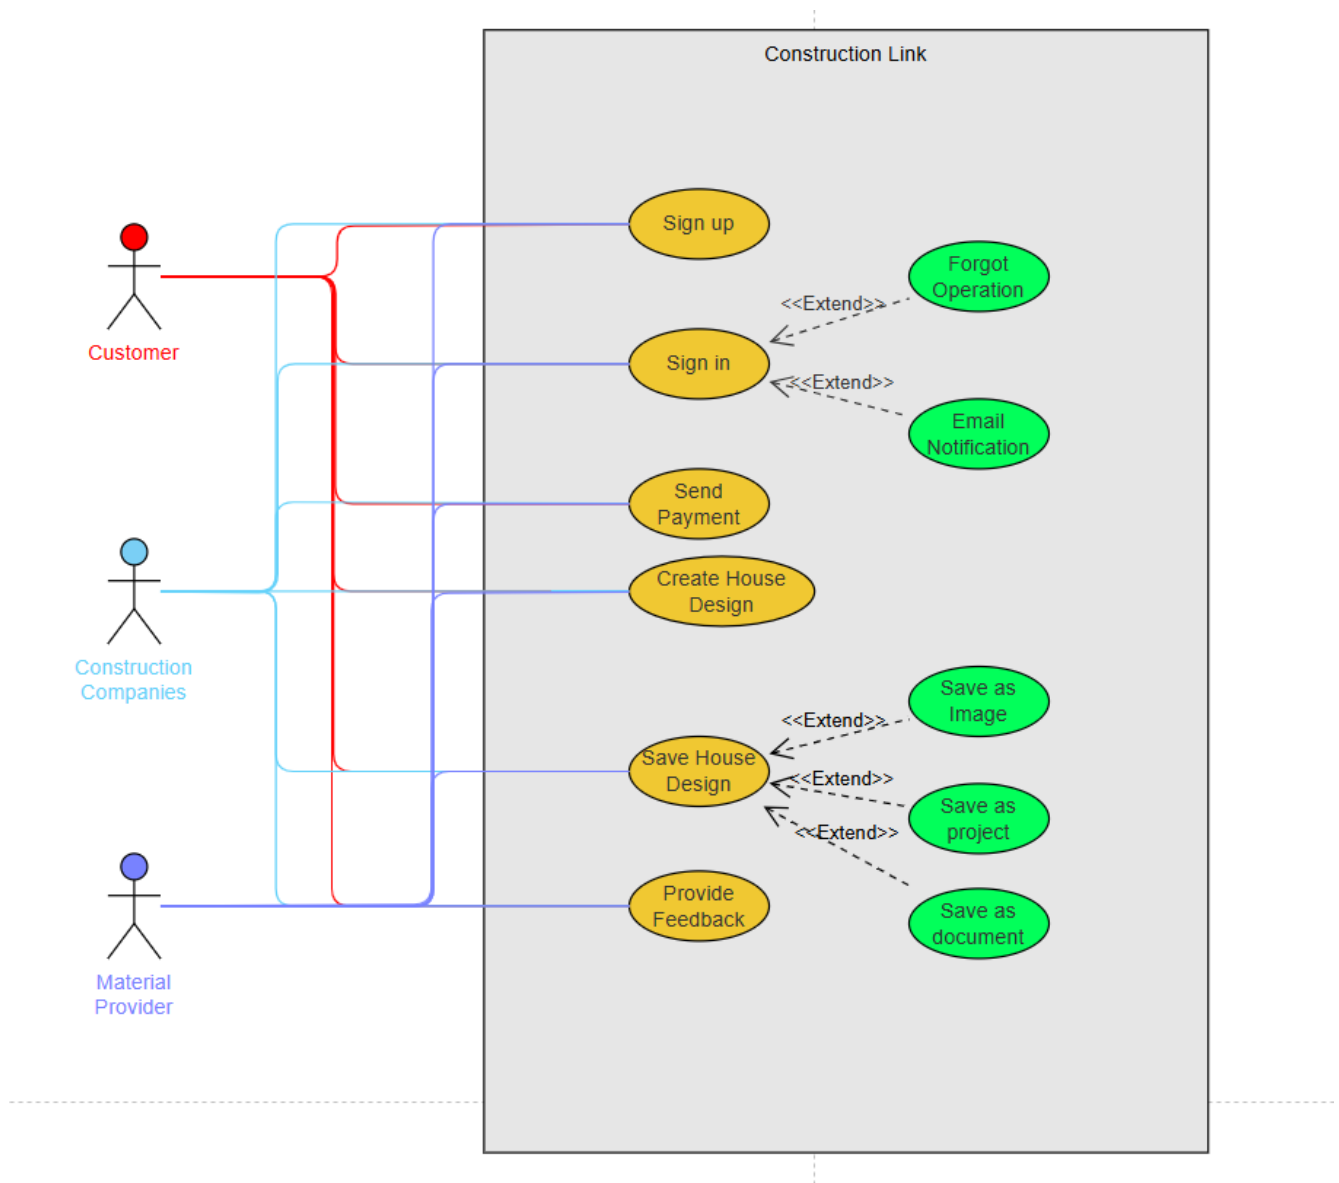 Construction Link
Sign up
Customer
Forgot
Operation
<<Extend>>
Sign in
<<Extend>>
Email
Notification
Send
Payment
Create House
Design
Construction
Companies
Save as
Image
<<Extend>>
Save House
Design
<<Extend>>
Save as
project
<<Extend>>
Provide
Feedback
Save as
document
Material
Provider